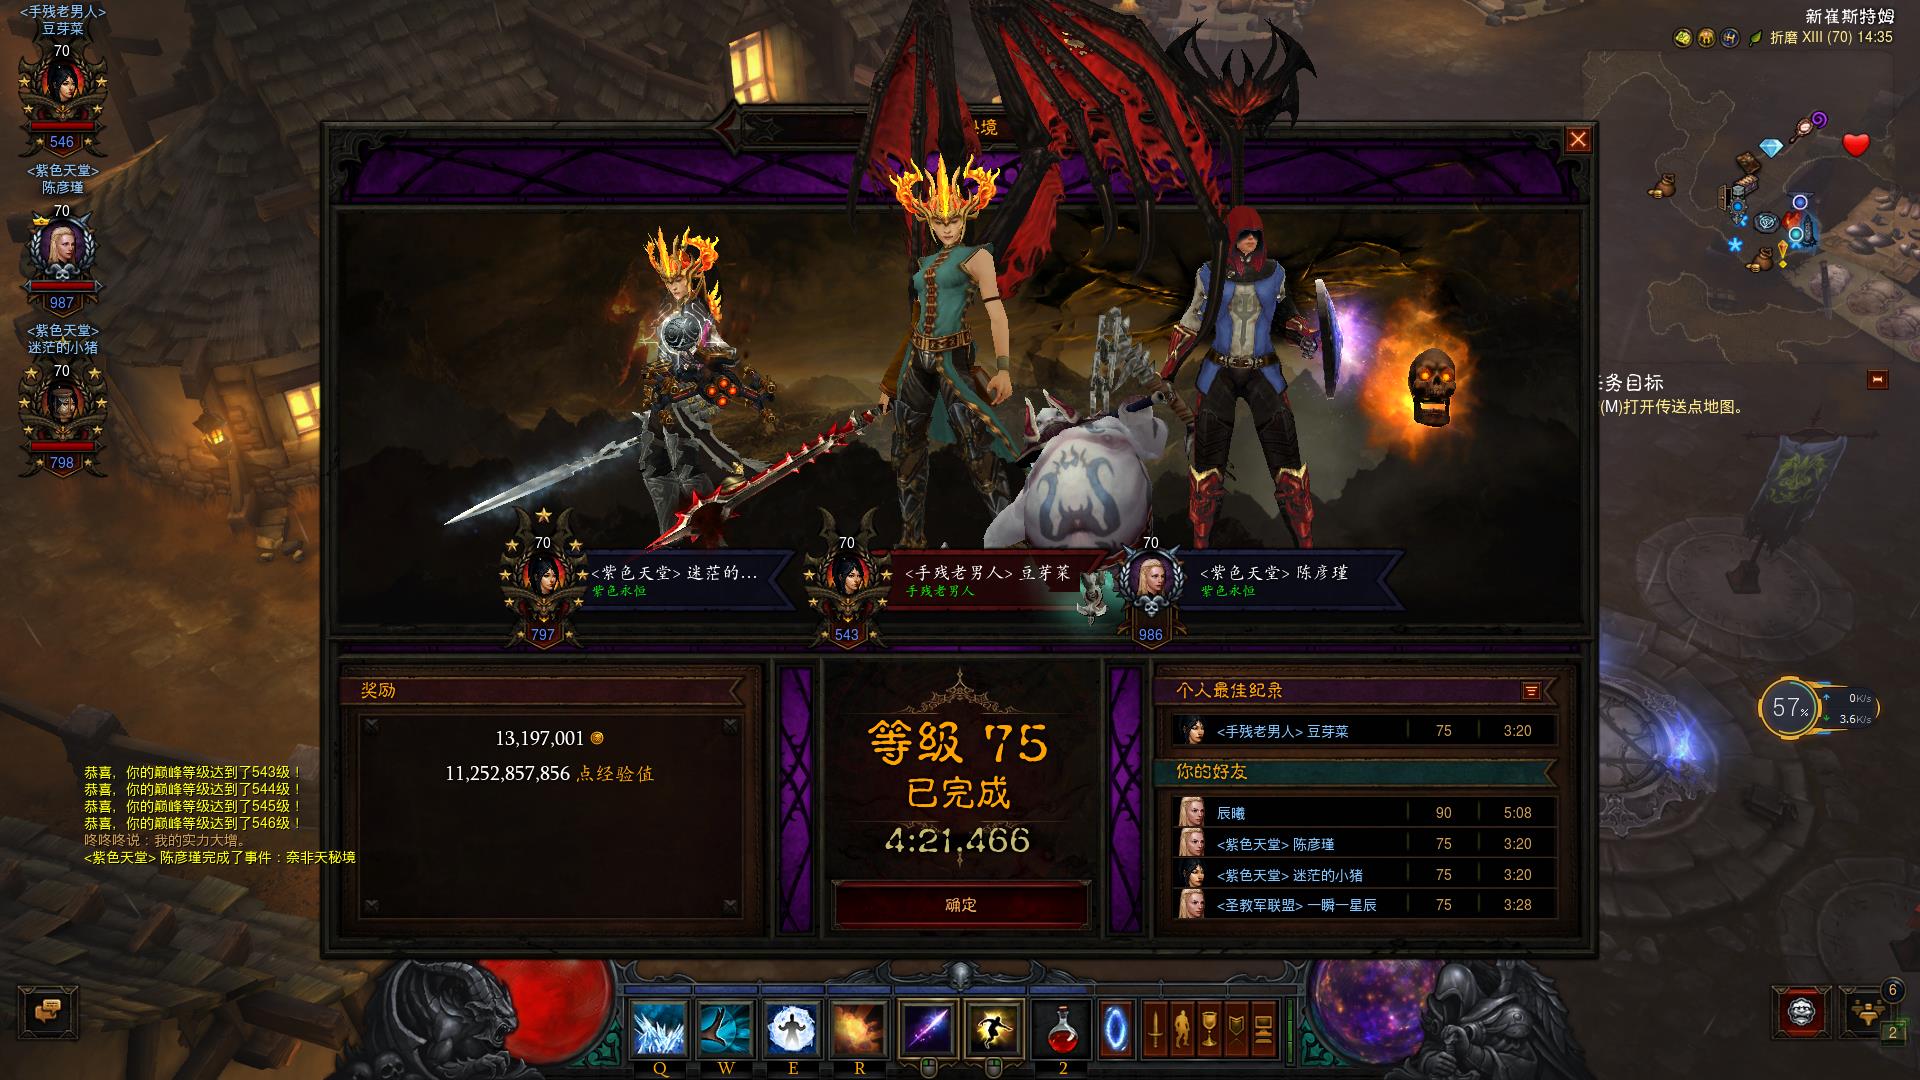 <手残老男人>
豆芽菜
70
546
<紫色天堂>
陈彦瑾
70
987
<紫色天堂>
迷茫的小猪
70
798
新崔斯特姆
折磨 XIII (70) 14:35
秘境
务目标
(M)打开传送点地图。
70
<紫色天堂> 迷茫的...
紫色永恒
797
70
<手残老男人> 豆芽菜
手残老男人
543
70
<紫色天堂> 陈彦瑾
紫色永恒
986
奖励
13,197,001
11,252,857,856 点经验值
等级 75
已完成
4:21.466
确定
个人最佳纪录
<手残老男人> 豆芽菜 75 3:20
你的好友
辰曦 90 5:08
<紫色天堂> 陈彦瑾 75 3:20
<紫色天堂> 迷茫的小猪 75 3:20
<圣教军联盟> 一瞬一星辰 75 3:28
57%
0K/s
3.6K/s
恭喜，你的巅峰等级达到了543级！
恭喜，你的巅峰等级达到了544级！
恭喜，你的巅峰等级达到了545级！
恭喜，你的巅峰等级达到了546级！
咚咚咚说：我的实力大增。
<紫色天堂> 陈彦瑾完成了事件：奈非天秘境
Q W E R 2
6
2